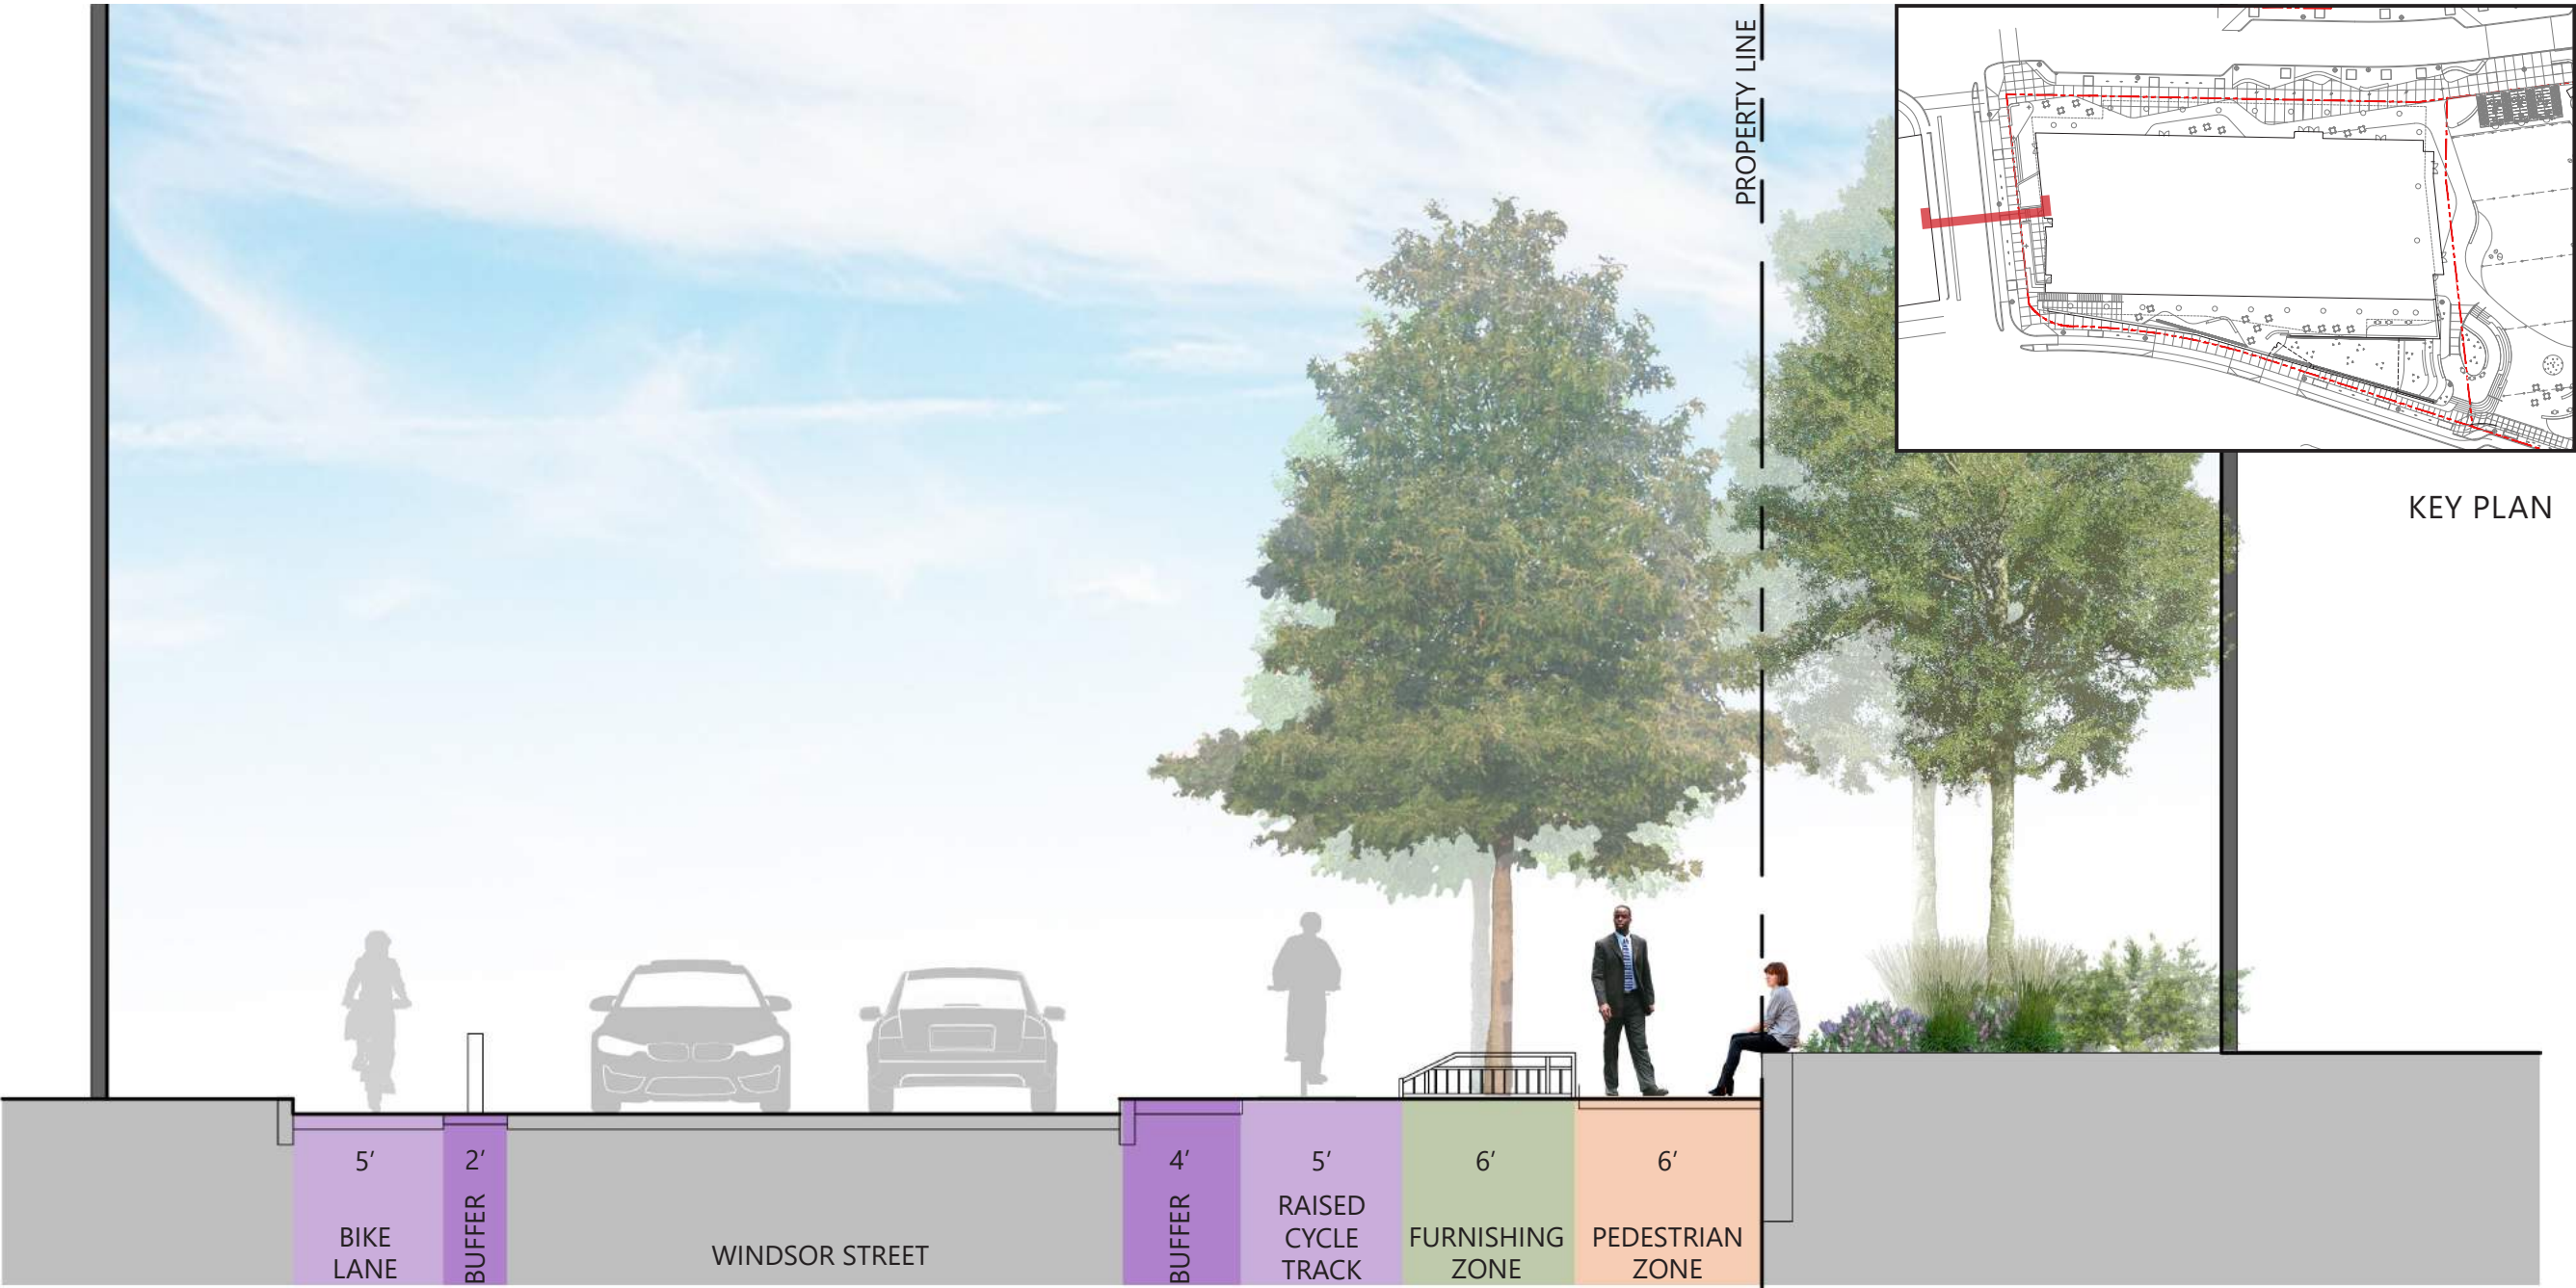 PROPERTY LINE
KEY PLAN
5'
BIKE
LANE
2'
BUFFER
WINDSOR STREET
4'
BUFFER
5'
RAISED
CYCLE
TRACK
6'
FURNISHING
ZONE
6'
PEDESTRIAN
ZONE